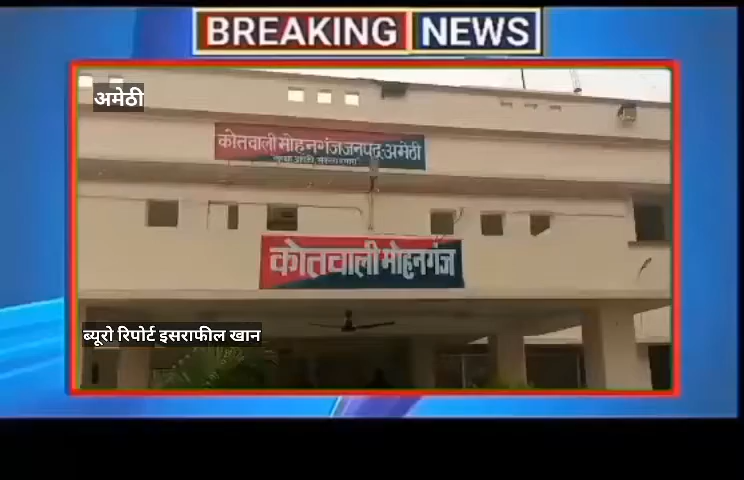 BREAKING NEWS
अमेठी
कोतवाली मोहनगंज जनपद-अमेठी
कोतवाली मोहनगंज
ब्यूरो रिपोर्ट इसराफील खान